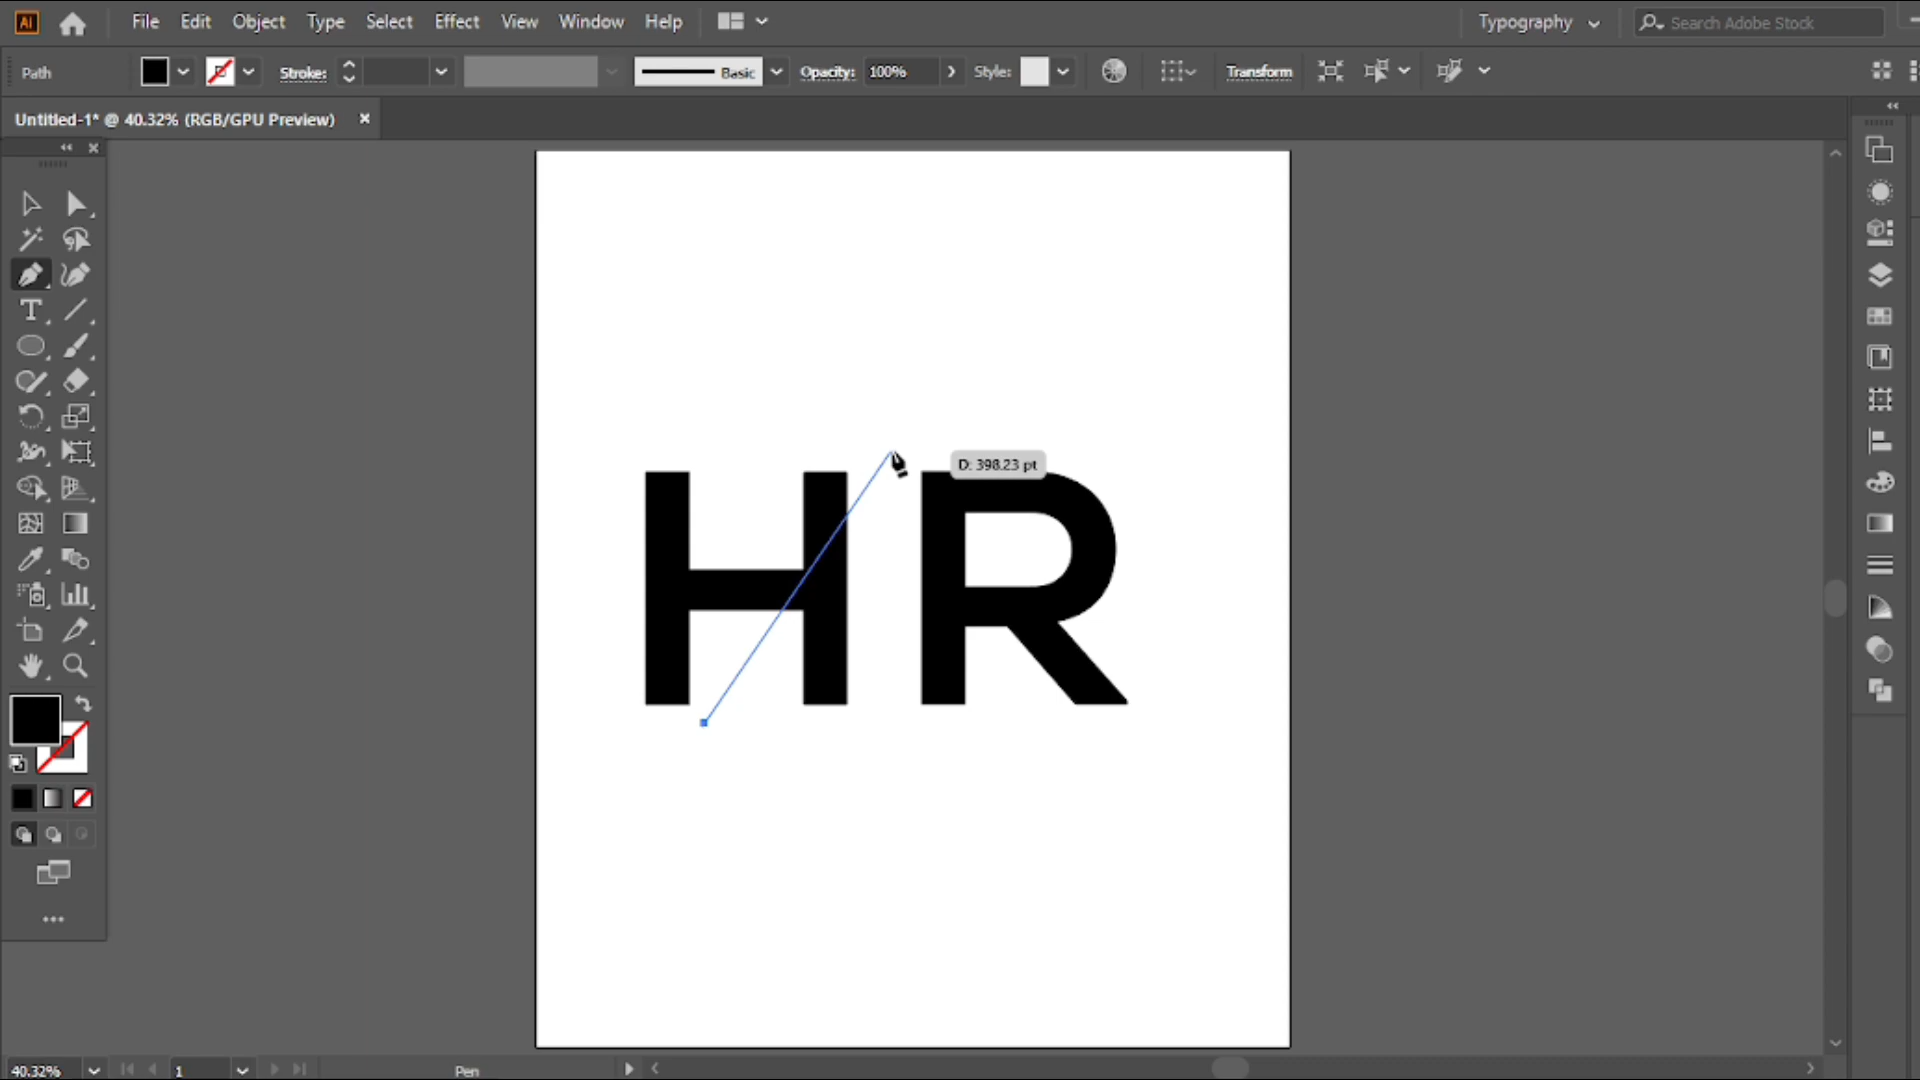 Ai File Edit Object Type Select Effect View Window Help Typography Search Adobe Stock
Path Stroke: Basic Opacity: 100% Style: Transform
Untitled-1* @ 40.32% (RGB/GPU Preview) ×
D: 398.23 pt
HR
40.32% 1 Pen